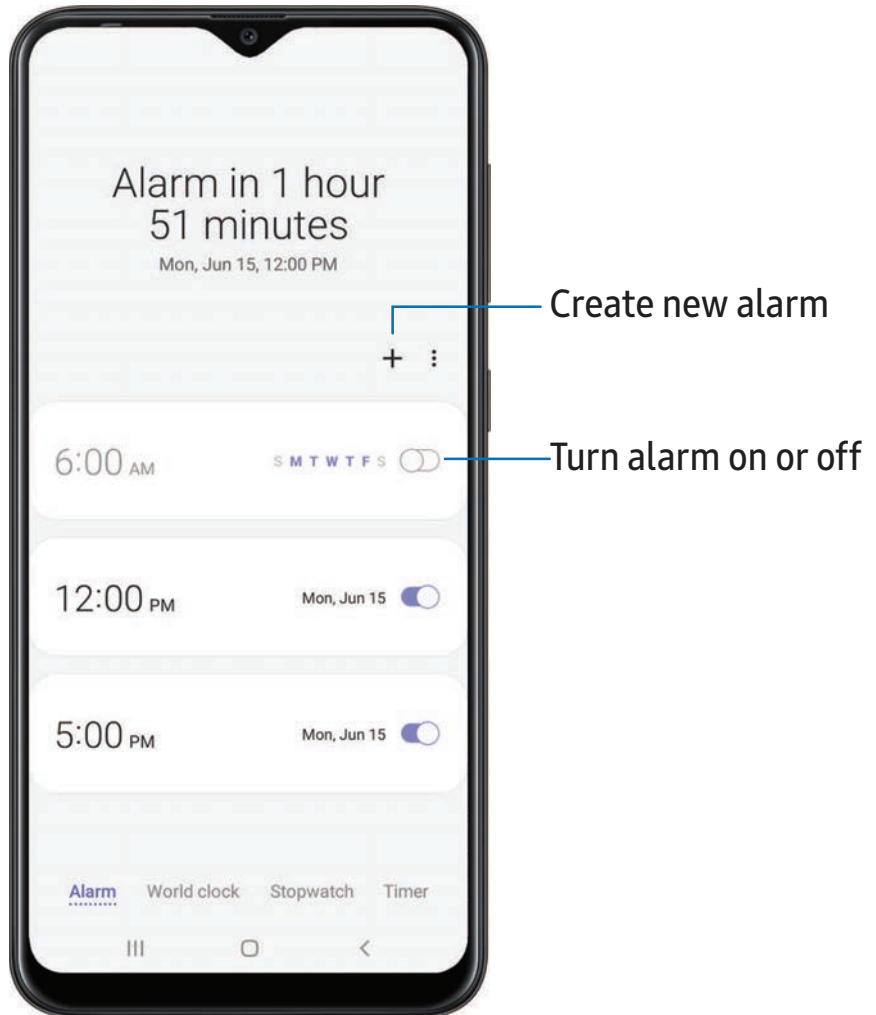 Alarm in 1 hour
51 minutes
Mon, Jun 15, 12:00 PM
Create new alarm
6:00 AM S M T W T F S
Turn alarm on or off
12:00 PM Mon, Jun 15
5:00 PM Mon, Jun 15
Alarm World clock Stopwatch Timer